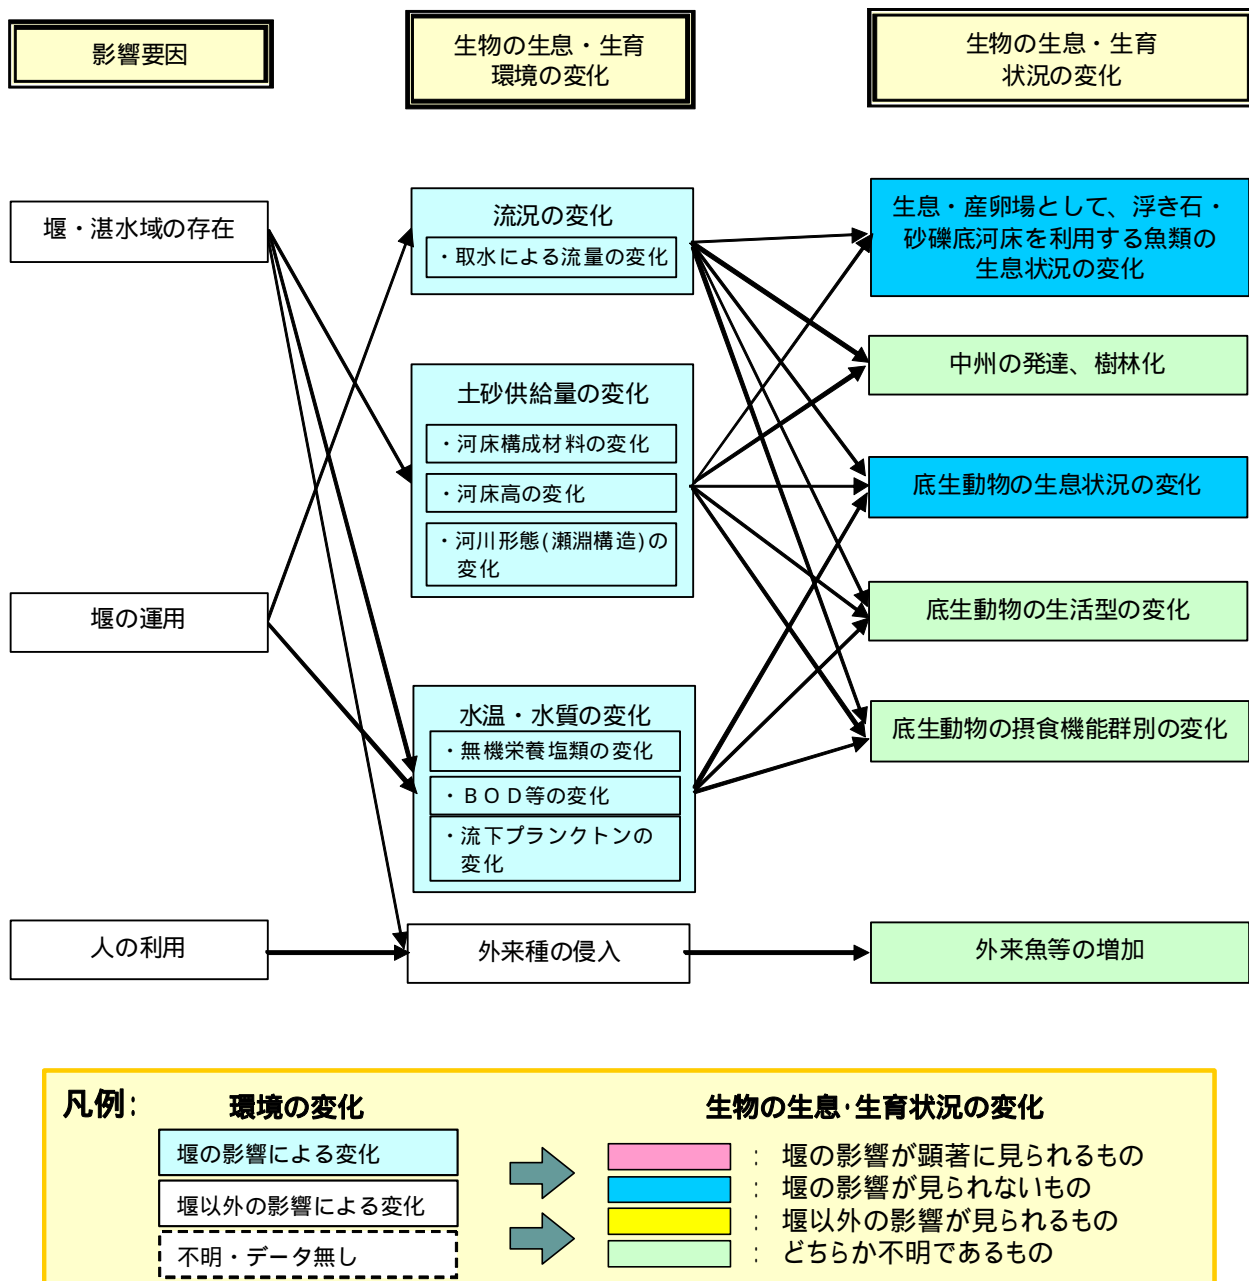 影響要因
生物の生息・生育
環境の変化
生物の生息・生育
状況の変化
堰・湛水域の存在
堰の運用
人の利用
流況の変化
・取水による流量の変化
土砂供給量の変化
・河床構成材料の変化
・河床高の変化
・河川形態(瀬淵構造)の
変化
水温・水質の変化
・無機栄養塩類の変化
・ＢＯＤ等の変化
・流下プランクトンの
変化
外来種の侵入
生息・産卵場として、浮き石・
砂礫底河床を利用する魚類の
生息状況の変化
中州の発達、樹林化
底生動物の生息状況の変化
底生動物の生活型の変化
底生動物の摂食機能群別の変化
外来魚等の増加
凡例:
環境の変化
堰の影響による変化
堰以外の影響による変化
不明・データ無し
生物の生息・生育状況の変化
: 堰の影響が顕著に見られるもの
: 堰の影響が見られないもの
: 堰以外の影響が見られるもの
: どちらか不明であるもの